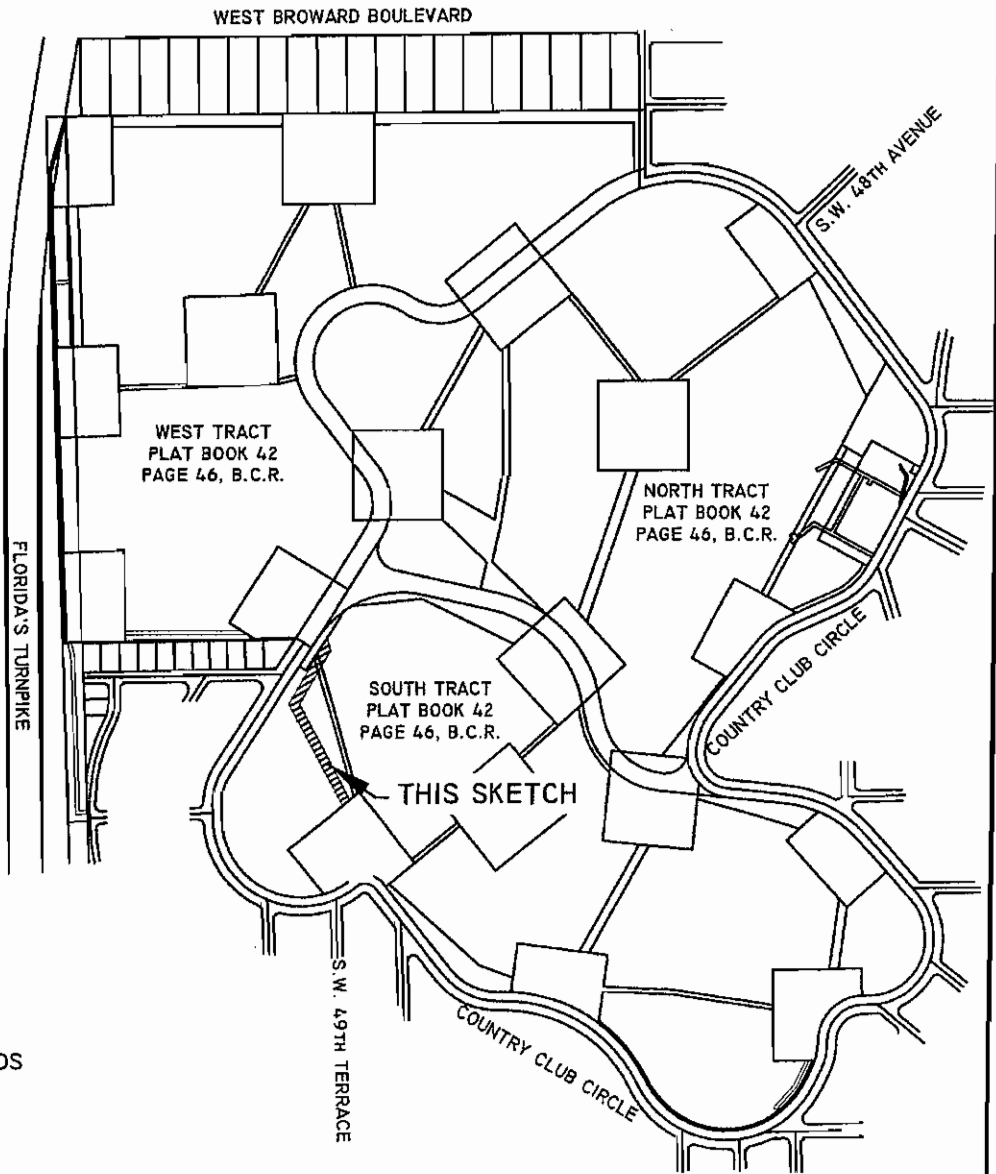 WEST BROWARD BOULEVARD
S.W. 48TH AVENUE
WEST TRACT
PLAT BOOK 42
PAGE 46, B.C.R.
NORTH TRACT
PLAT BOOK 42
PAGE 46, B.C.R.
FLORIDA'S TURNPIKE
COUNTRY CLUB CIRCLE
SOUTH TRACT
PLAT BOOK 42
PAGE 46, B.C.R.
THIS SKETCH
S.W. 49TH TERRACE
COUNTRY CLUB CIRCLE
DS